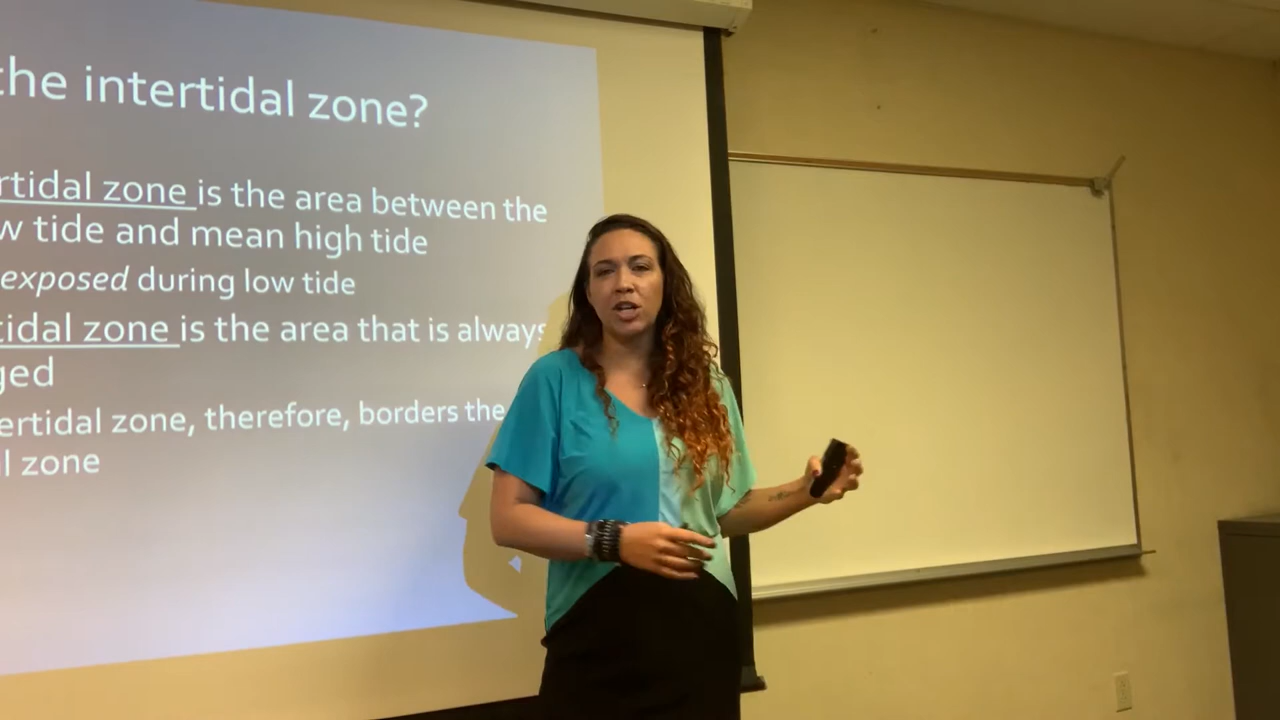 the intertidal zone?
rtidal zone is the area between the
w tide and mean high tide
exposed during low tide
tidal zone is the area that is always
ged
ertidal zone, therefore, borders the
l zone